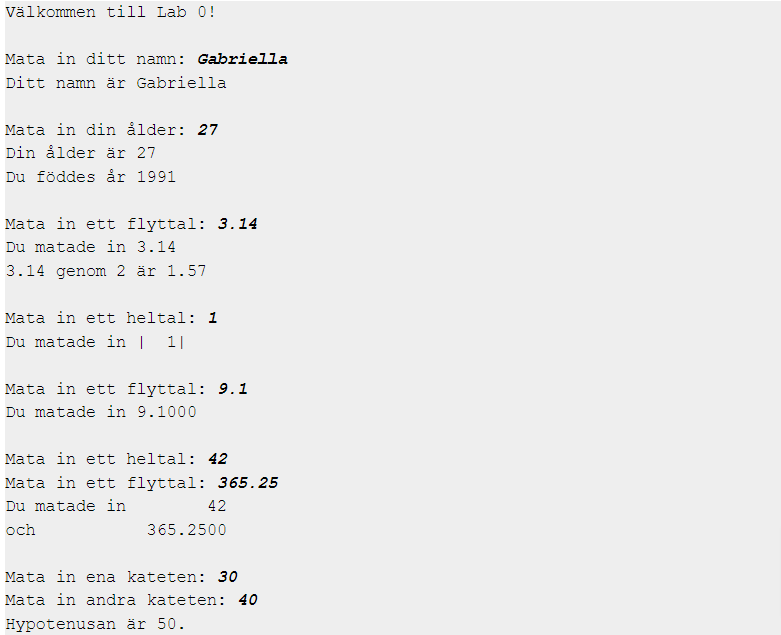 Välkommen till Lab 0!
Mata in ditt namn: Gabriella
Ditt namn är Gabriella
Mata in din ålder: 27
Din ålder är 27
Du föddes år 1991
Mata in ett flyttal: 3.14
Du matade in 3.14
3.14 genom 2 är 1.57
Mata in ett heltal: 1
Du matade in |  1|
Mata in ett flyttal: 9.1
Du matade in 9.1000
Mata in ett heltal: 42
Mata in ett flyttal: 365.25
Du matade in        42
och           365.2500
Mata in ena kateten: 30
Mata in andra kateten: 40
Hypotenusan är 50.